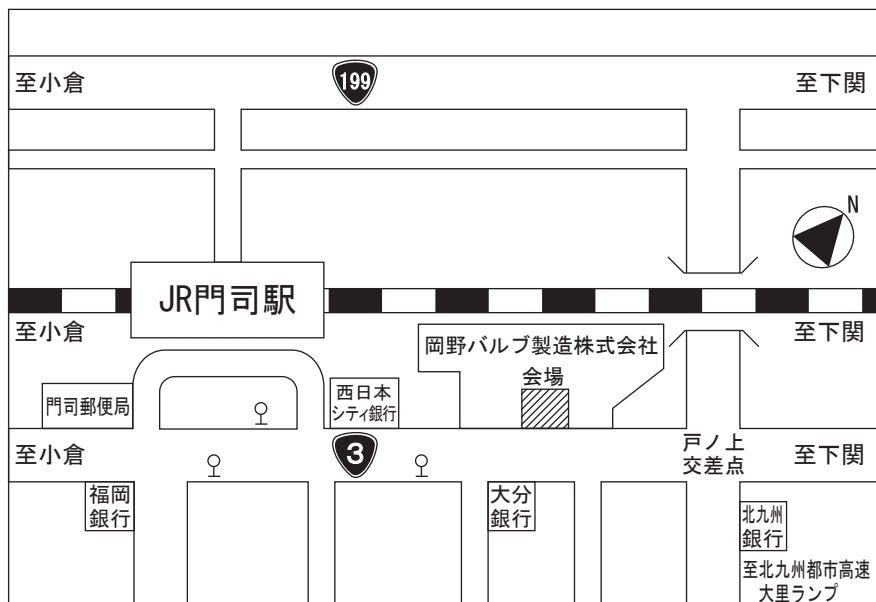 至小倉
199
至下関
N
JR門司駅
至小倉
至下関
岡野バルブ製造株式会社
会場
門司郵便局
西日本
シティ銀行
至小倉
3
戸ノ上
交差点
至下関
福岡
銀行
大分
銀行
北九州
銀行
至北九州都市高速
大里ランプ